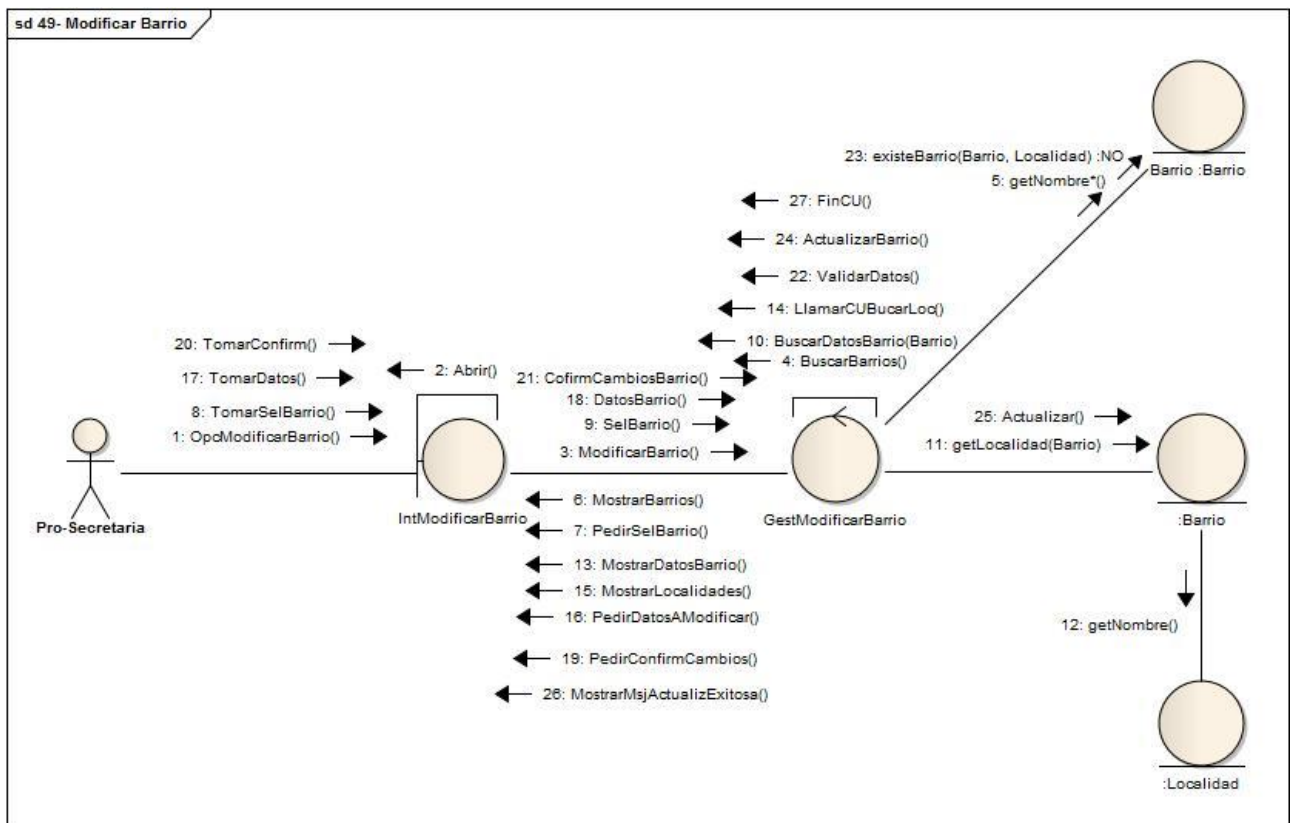 sd 49- Modificar Barrio
23: existeBarrio(Barrio, Localidad) :NO
Barrio :Barrio
5: getNombre*()
27: FinCU()
24: ActualizarBarrio()
22: ValidarDatos()
14: LlamarCUBucarLoc()
20: TomarConfirm()
10: BuscarDatosBarrio(Barrio)
4: BuscarBarrios()
2: Abrir()
17: TomarDatos()
21: CofirmCambiosBarrio()
18: DatosBarrio()
8: TomarSelBarrio()
9: SelBarrio()
25: Actualizar()
1: OpcModificarBarrio()
3: ModificarBarrio()
11: getLocalidad(Barrio)
6: MostrarBarrios()
IntModificarBarrio
GestModificarBarrio
:Barrio
Pro-Secretaria
7: PedirSelBarrio()
13: MostrarDatosBarrio()
15: MostrarLocalidades()
16: PedirDatosAModificar()
12: getNombre()
19: PedirConfirmCambios()
26: MostrarMsjActualizExitosa()
:Localidad